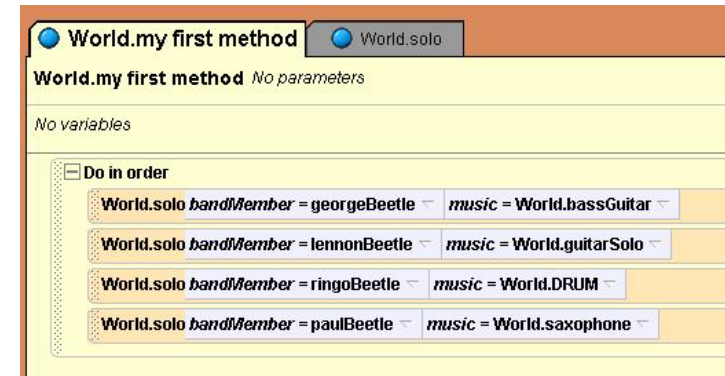 World.my first method World.solo
World.my first method No parameters
No variables
Do in order
World.solo bandMember = georgeBeetle music = World.bassGuitar
World.solo bandMember = lennonBeetle music = World.guitarSolo
World.solo bandMember = ringoBeetle music = World.DRUM
World.solo bandMember = paulBeetle music = World.saxophone